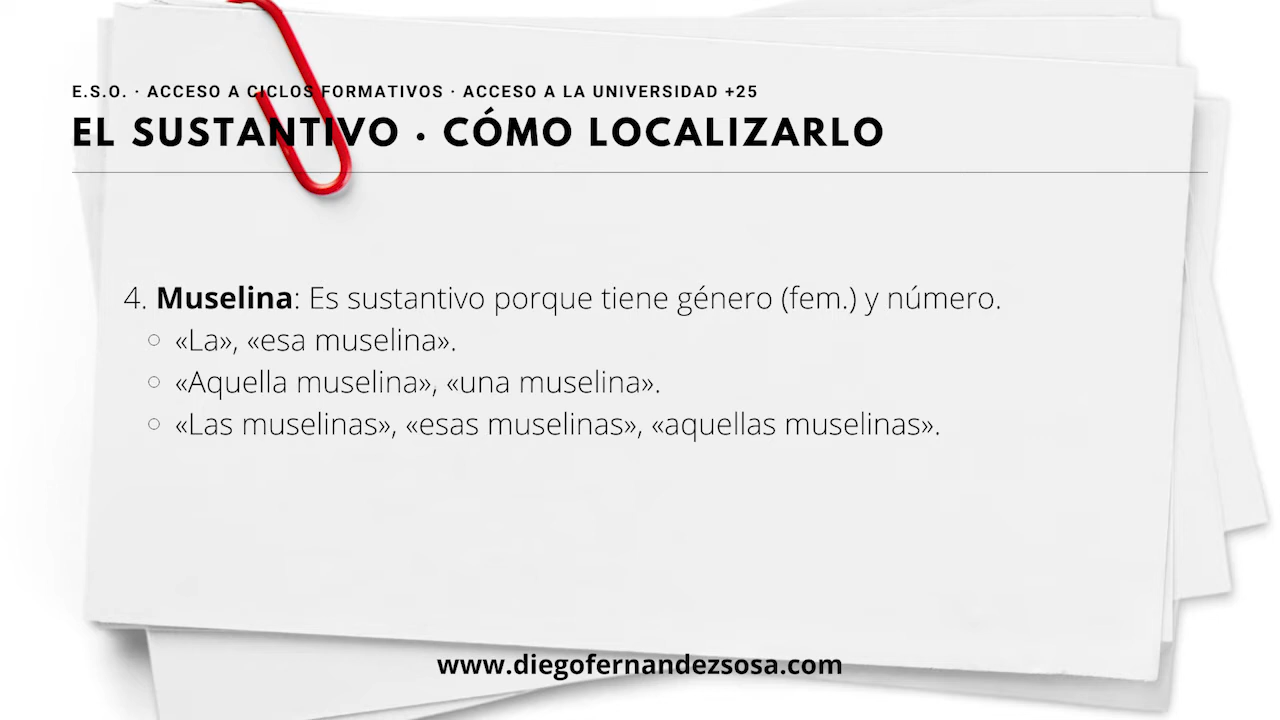 E.S.O. · ACCESO A CICLOS FORMATIVOS · ACCESO A LA UNIVERSIDAD +25
EL SUSTANTIVO · CÓMO LOCALIZARLO
4. Muselina: Es sustantivo porque tiene género (fem.) y número.
○ «La», «esa muselina».
○ «Aquella muselina», «una muselina».
○ «Las muselinas», «esas muselinas», «aquellas muselinas».
www.diegofernandezsosa.com